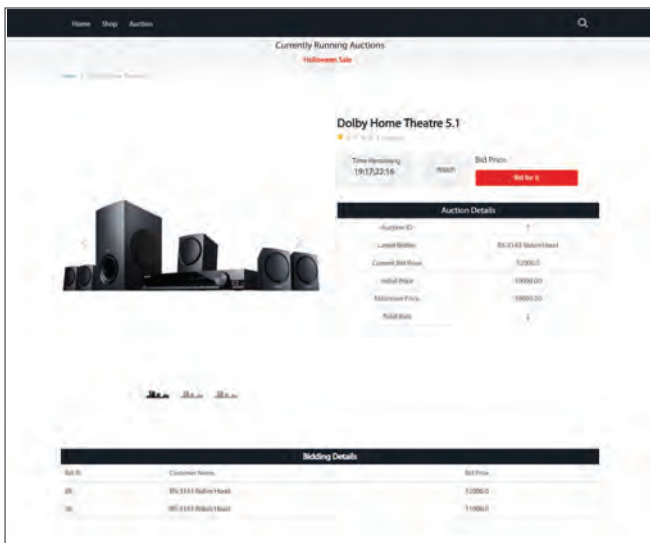 Home Shop Auction
Currently Running Auctions
Halloween Sale
Dolby Home Theatre 5.1
Time Remaining
19:17:22:16
Watch
Bid Price
Bid for it
Auction Details
Auction ID
Latest Bidder
Current Bid Price
12000.0
Initial Price
10000.00
Minimum Price
10000.00
Total Bids
Bidding Details
Bid ID Customer Name Bid Price
12000.0
11000.0